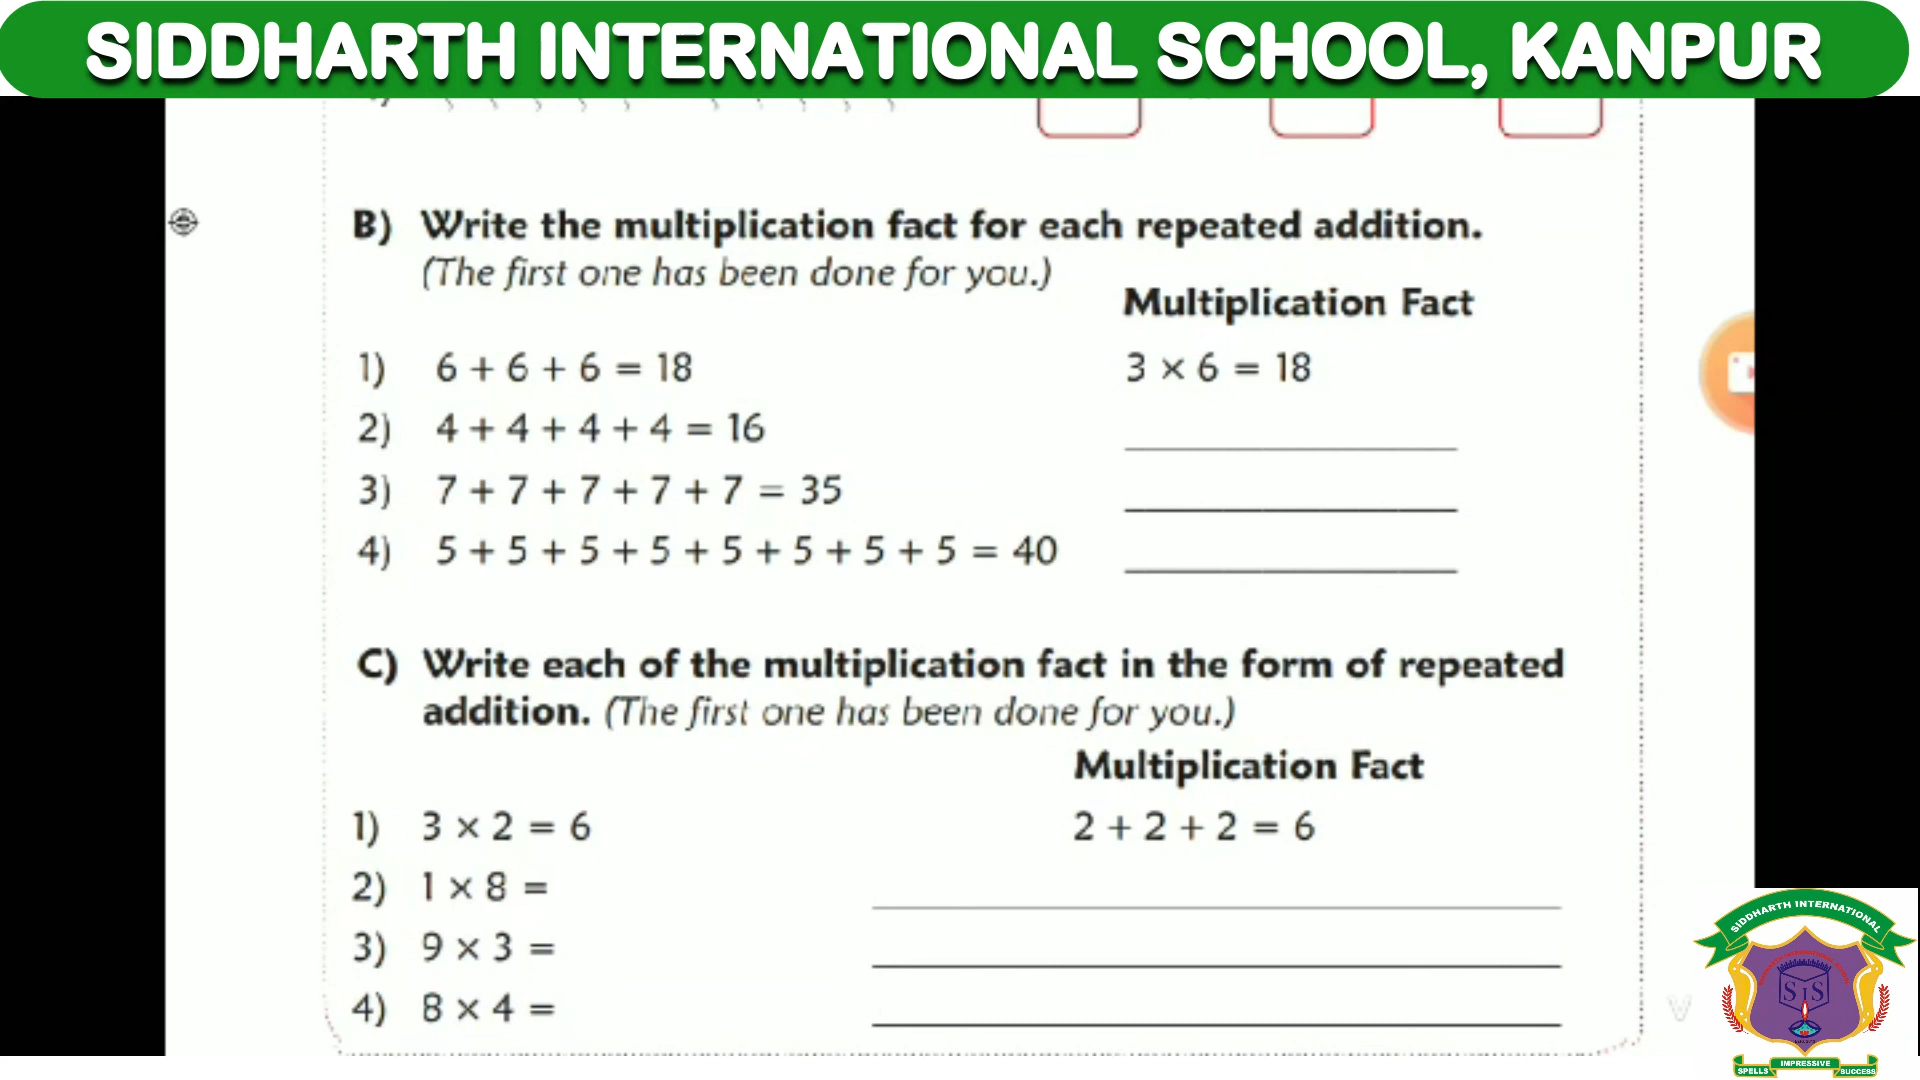 SIDDHARTH INTERNATIONAL SCHOOL, KANPUR
B) Write the multiplication fact for each repeated addition.
(The first one has been done for you.)
Multiplication Fact
1) 6 + 6 + 6 = 18 3 × 6 = 18
2) 4 + 4 + 4 + 4 = 16
3) 7 + 7 + 7 + 7 + 7 = 35
4) 5 + 5 + 5 + 5 + 5 + 5 + 5 + 5 = 40
C) Write each of the multiplication fact in the form of repeated
addition. (The first one has been done for you.)
Multiplication Fact
1) 3 × 2 = 6 2 + 2 + 2 = 6
2) 1 × 8 =
3) 9 × 3 =
4) 8 × 4 =
SIDDHARTH INTERNATIONAL
SIS
SPELLS IMPRESSIVE SUCCESS